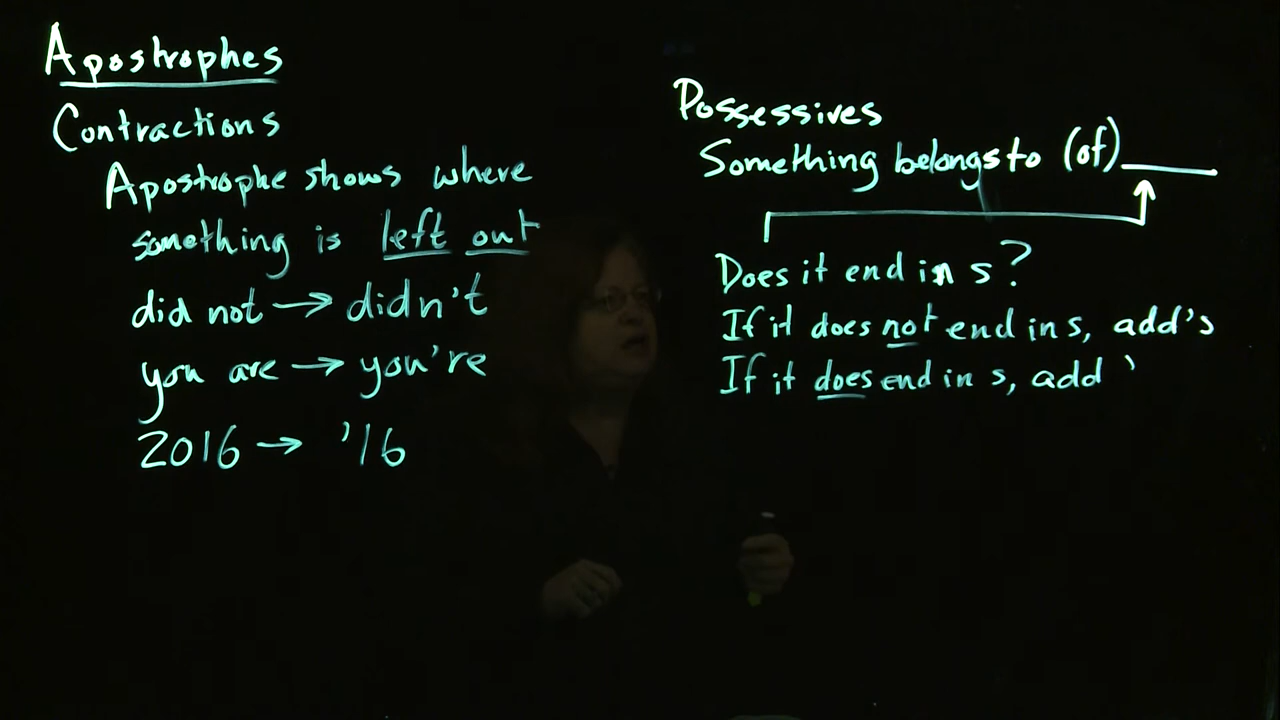 Apostrophes
Contractions
Apostrophe shows where
something is left out
did not → didn't
you are → you're
2016 → '16
Possessives
Something belongs to (of) ____
Does it end in s?
If it does not end in s, add 's
If it does end in s, add '